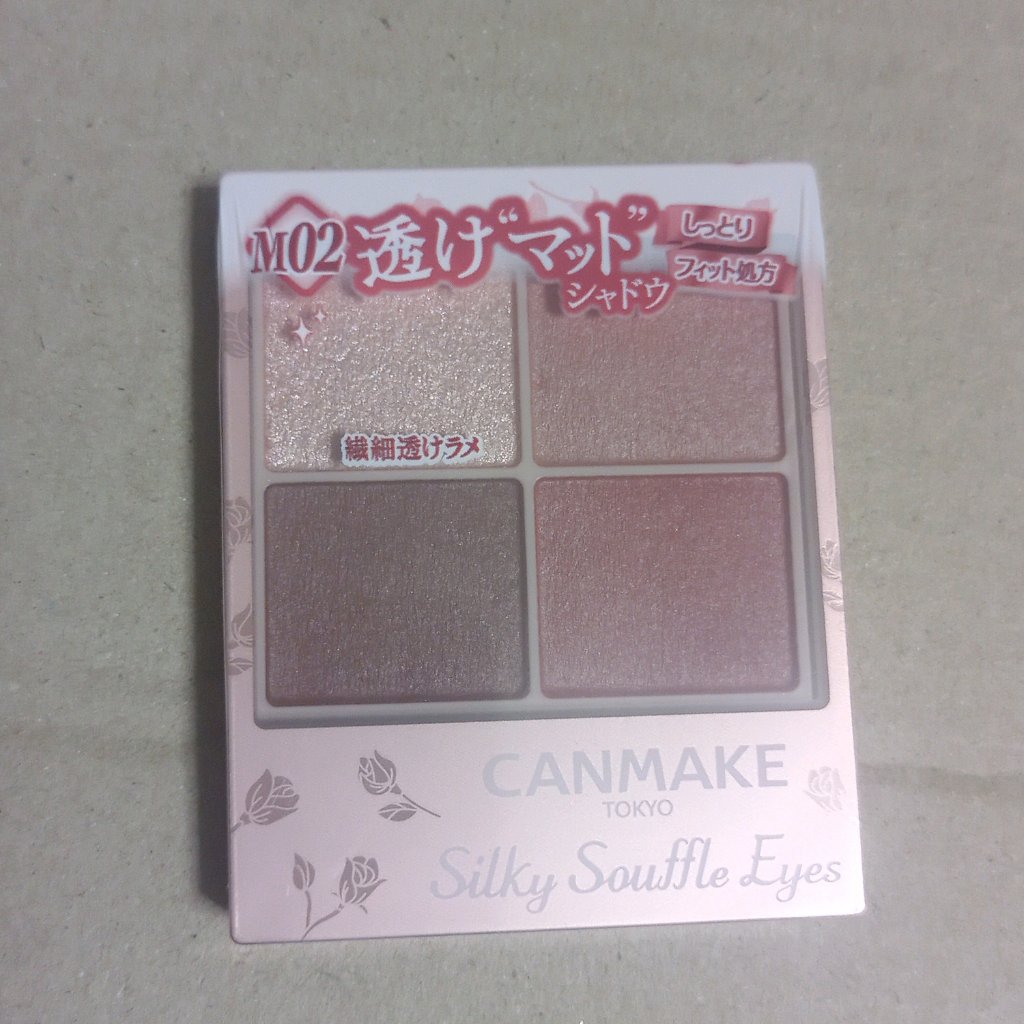 M02
透け“マット”
シャドウ
しっとり
フィット処方
繊細透けラメ
CANMAKE
TOKYO
Silky Souffle Eyes